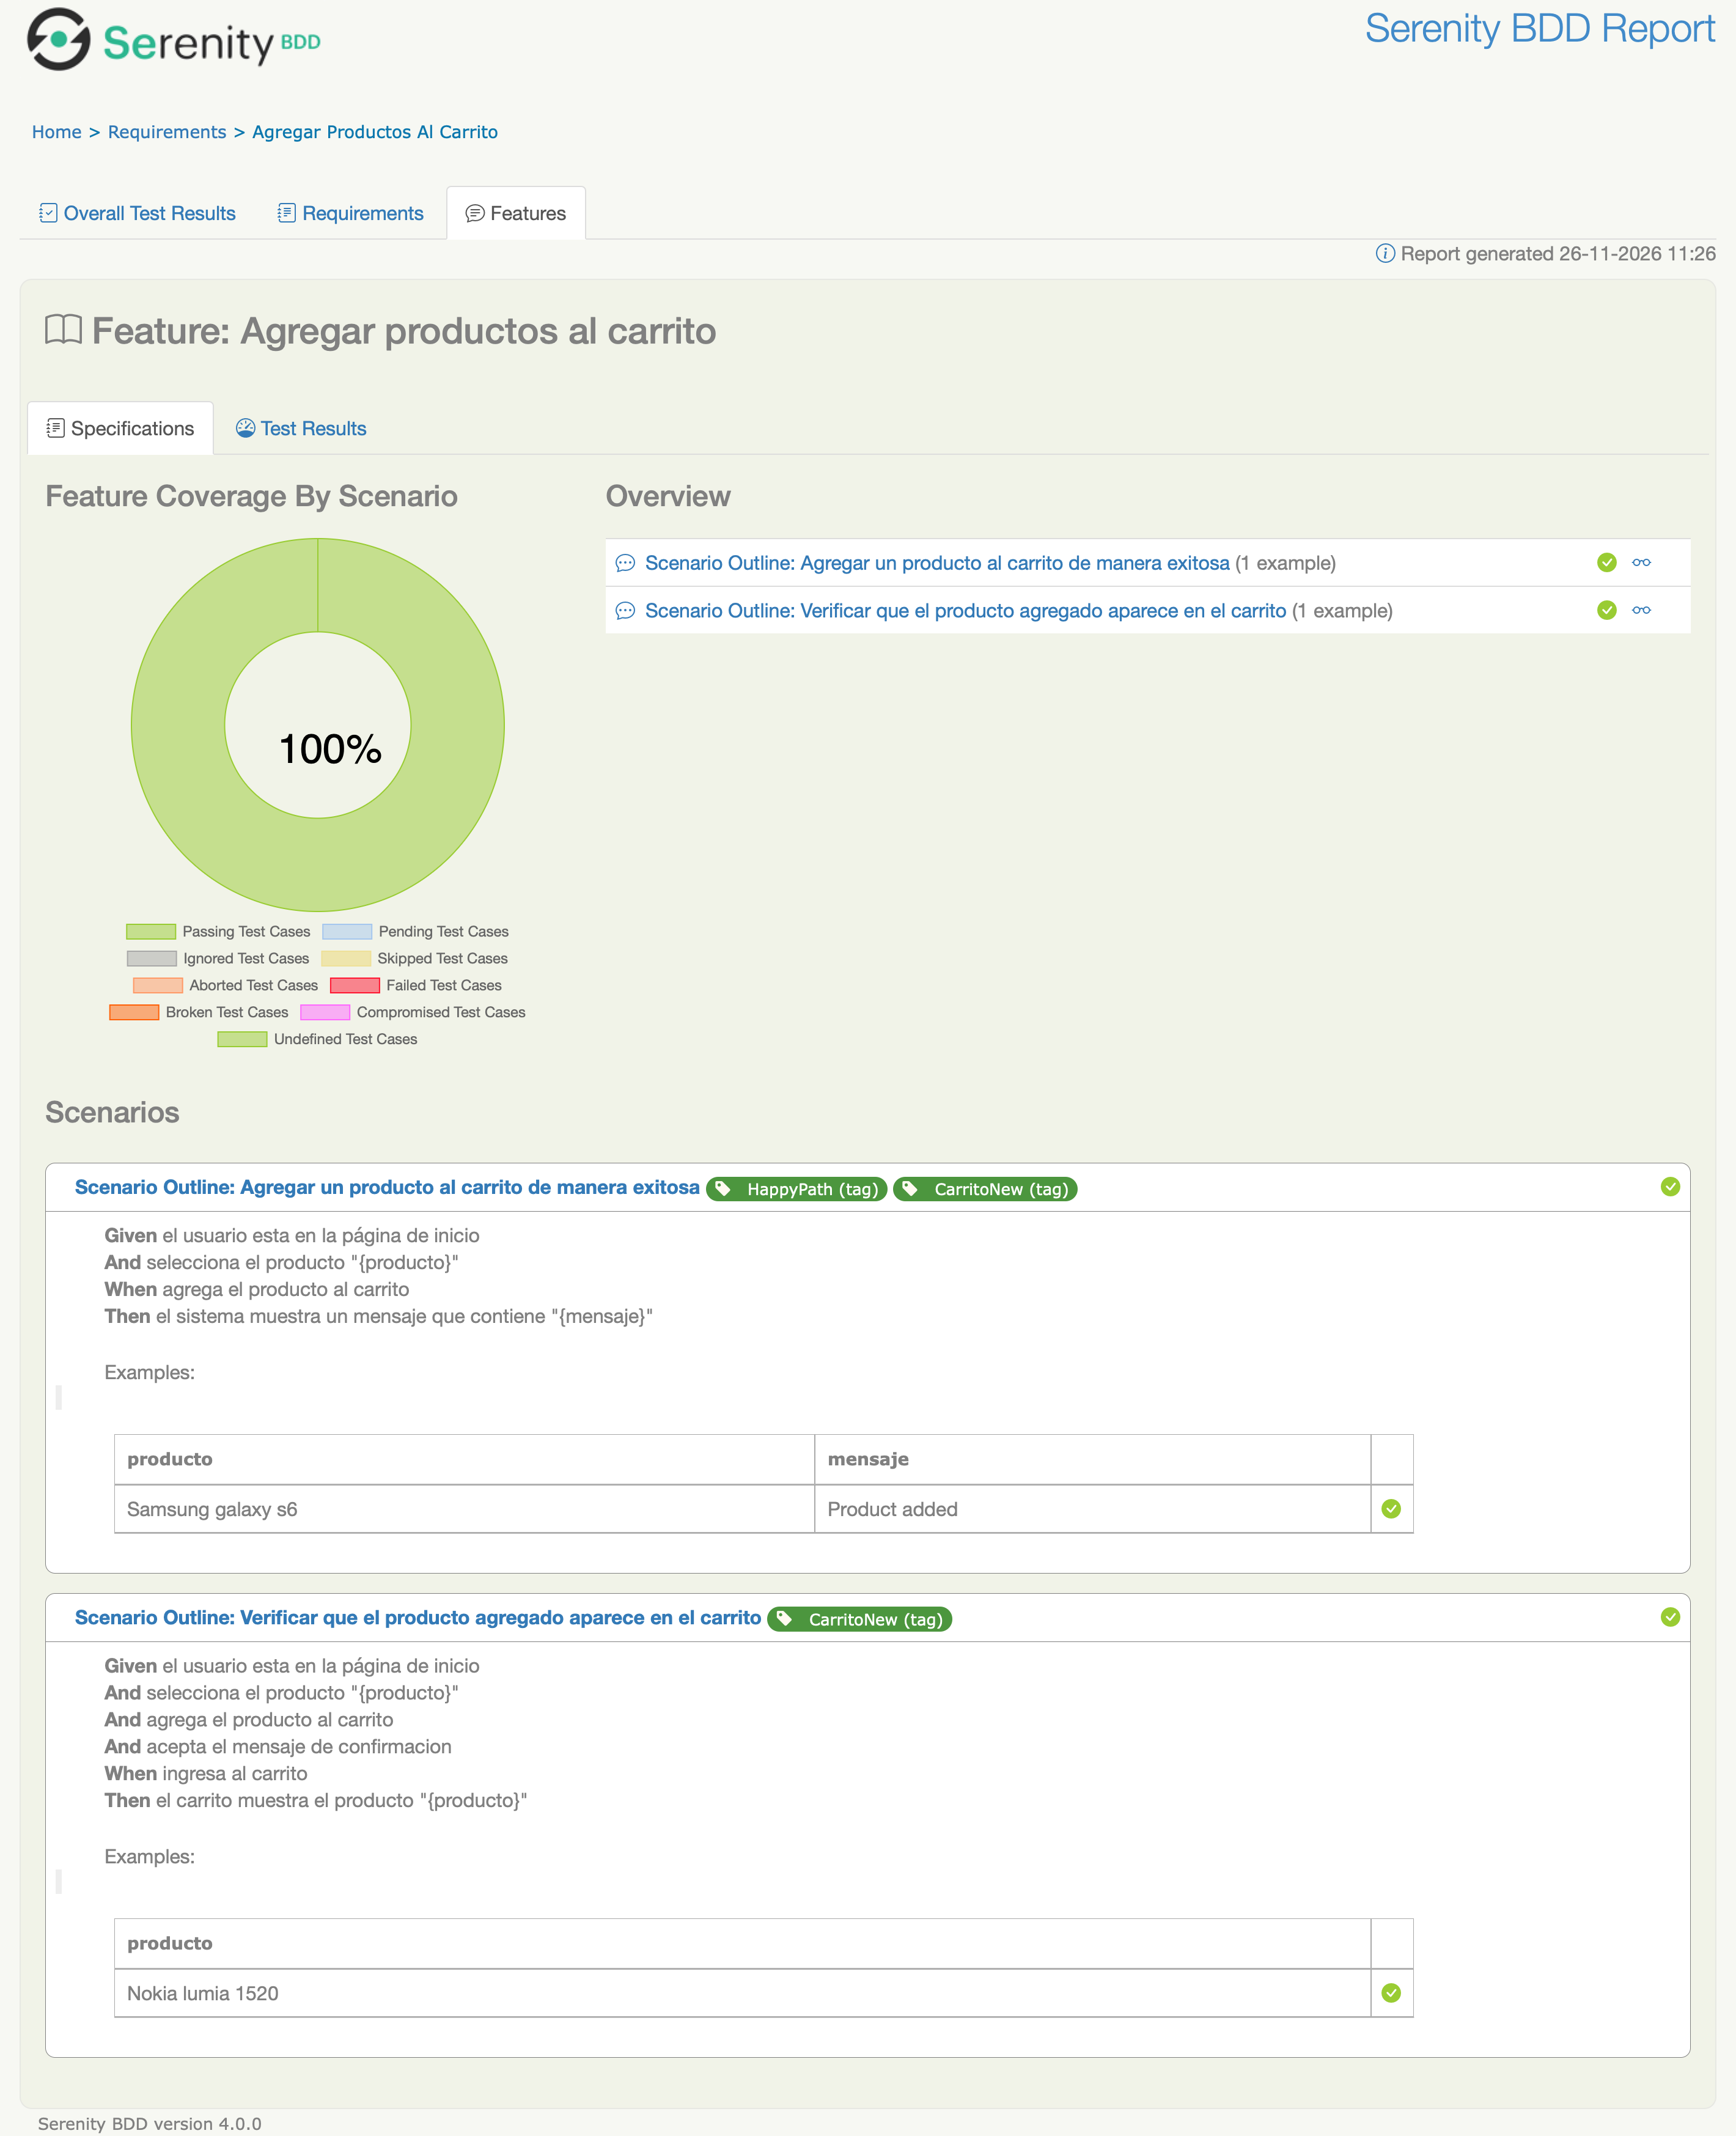 Serenity BDD
Serenity BDD Report
Home > Requirements > Agregar Productos Al Carrito
Overall Test Results Requirements Features
Report generated 26-11-2026 11:26
Feature: Agregar productos al carrito
Specifications Test Results
Feature Coverage By Scenario
100%
Passing Test Cases Pending Test Cases
Ignored Test Cases Skipped Test Cases
Aborted Test Cases Failed Test Cases
Broken Test Cases Compromised Test Cases
Undefined Test Cases
Overview
Scenario Outline: Agregar un producto al carrito de manera exitosa (1 example)
Scenario Outline: Verificar que el producto agregado aparece en el carrito (1 example)
Scenarios
Scenario Outline: Agregar un producto al carrito de manera exitosa HappyPath (tag) CarritoNew (tag)
Given el usuario esta en la página de inicio
And selecciona el producto "{producto}"
When agrega el producto al carrito
Then el sistema muestra un mensaje que contiene "{mensaje}"
Examples:
producto mensaje
Samsung galaxy s6 Product added
Scenario Outline: Verificar que el producto agregado aparece en el carrito CarritoNew (tag)
Given el usuario esta en la página de inicio
And selecciona el producto "{producto}"
And agrega el producto al carrito
And acepta el mensaje de confirmacion
When ingresa al carrito
Then el carrito muestra el producto "{producto}"
Examples:
producto
Nokia lumia 1520
Serenity BDD version 4.0.0